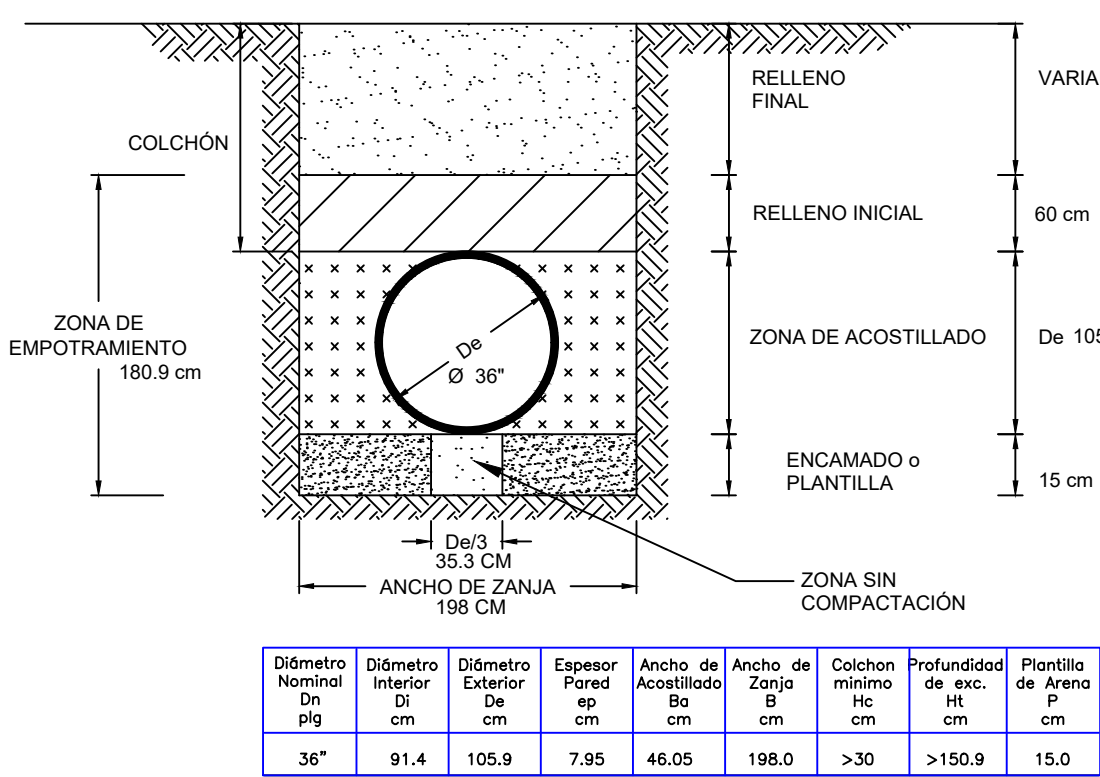 RELLENO
FINAL
VARIA
COLCHÓN
RELLENO INICIAL
60 cm
ZONA DE
EMPOTRAMIENTO
180.9 cm
De
Ø 36"
ZONA DE ACOSTILLADO
De 105
ENCAMADO o
PLANTILLA
15 cm
De/3
35.3 CM
ANCHO DE ZANJA
198 CM
ZONA SIN
COMPACTACIÓN
Diámetro Nominal Dn plg
Diámetro Interior Di cm
Diámetro Exterior De cm
Espesor Pared ep cm
Ancho de Acostillado Ba cm
Ancho de Zanja B cm
Colchon minimo Hc cm
Profundidad de exc. Ht cm
Plantilla de Arena P cm
36" 91.4 105.9 7.95 46.05 198.0 >30 >150.9 15.0